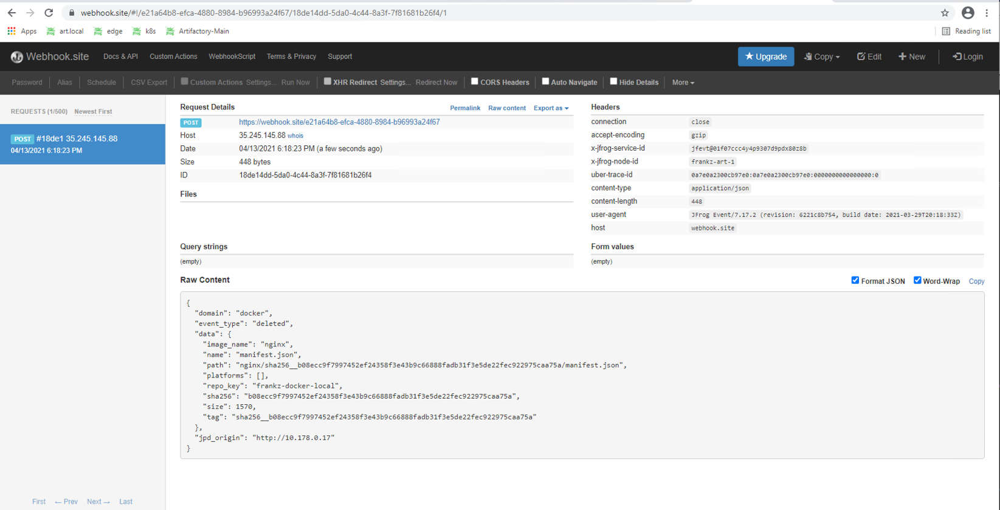 webhook.site/#!/e21a64b8-efca-4880-8984-b96993a24f67/18de14dd-5da0-4c44-8a3f-7f81681b26f4/1
Apps art.local edge k8s Artifactory-Main Reading list
Webhook.site Docs & API Custom Actions WebhookScript Terms & Privacy Support Upgrade Copy Edit New Login
Password Alias Schedule CSV Export Custom Actions Settings... Run Now XHR Redirect Settings... Redirect Now CORS Headers Auto Navigate Hide Details More
REQUESTS (1/500) Newest First
POST #18de1 35.245.145.88
04/13/2021 6:18:23 PM
Request Details Permalink Raw content Export as
POST https://webhook.site/e21a64b8-efca-4880-8984-b96993a24f67
Host 35.245.145.88 whois
Date 04/13/2021 6:18:23 PM (a few seconds ago)
Size 448 bytes
ID 18de14dd-5da0-4c44-8a3f-7f81681b26f4
Files
Headers
connection close
accept-encoding gzip
x-jfrog-service-id jfevt@01f07ccc4y4p9307d9pdx80z8b
x-jfrog-node-id frankz-art-1
uber-trace-id 0a7e0a2300cb97e0:0a7e0a2300cb97e0:0000000000000000:0
content-type application/json
content-length 448
user-agent JFrog Event/7.17.2 (revision: 6221c8b754, build date: 2021-03-29T20:18:33Z)
host webhook.site
Query strings
(empty)
Form values
(empty)
Raw Content Format JSON Word-Wrap Copy
{
"domain": "docker",
"event_type": "deleted",
"data": {
"image_name": "nginx",
"name": "manifest.json",
"path": "nginx/sha256__b08ecc9f7997452ef24358f3e43b9c66888fadb31f3e5de22fec922975caa75a/manifest.json",
"platforms": [],
"repo_key": "frankz-docker-local",
"sha256": "b08ecc9f7997452ef24358f3e43b9c66888fadb31f3e5de22fec922975caa75a",
"size": 1570,
"tag": "sha256__b08ecc9f7997452ef24358f3e43b9c66888fadb31f3e5de22fec922975caa75a"
},
"jpd_origin": "http://10.178.0.17"
}
First ← Prev Next → Last